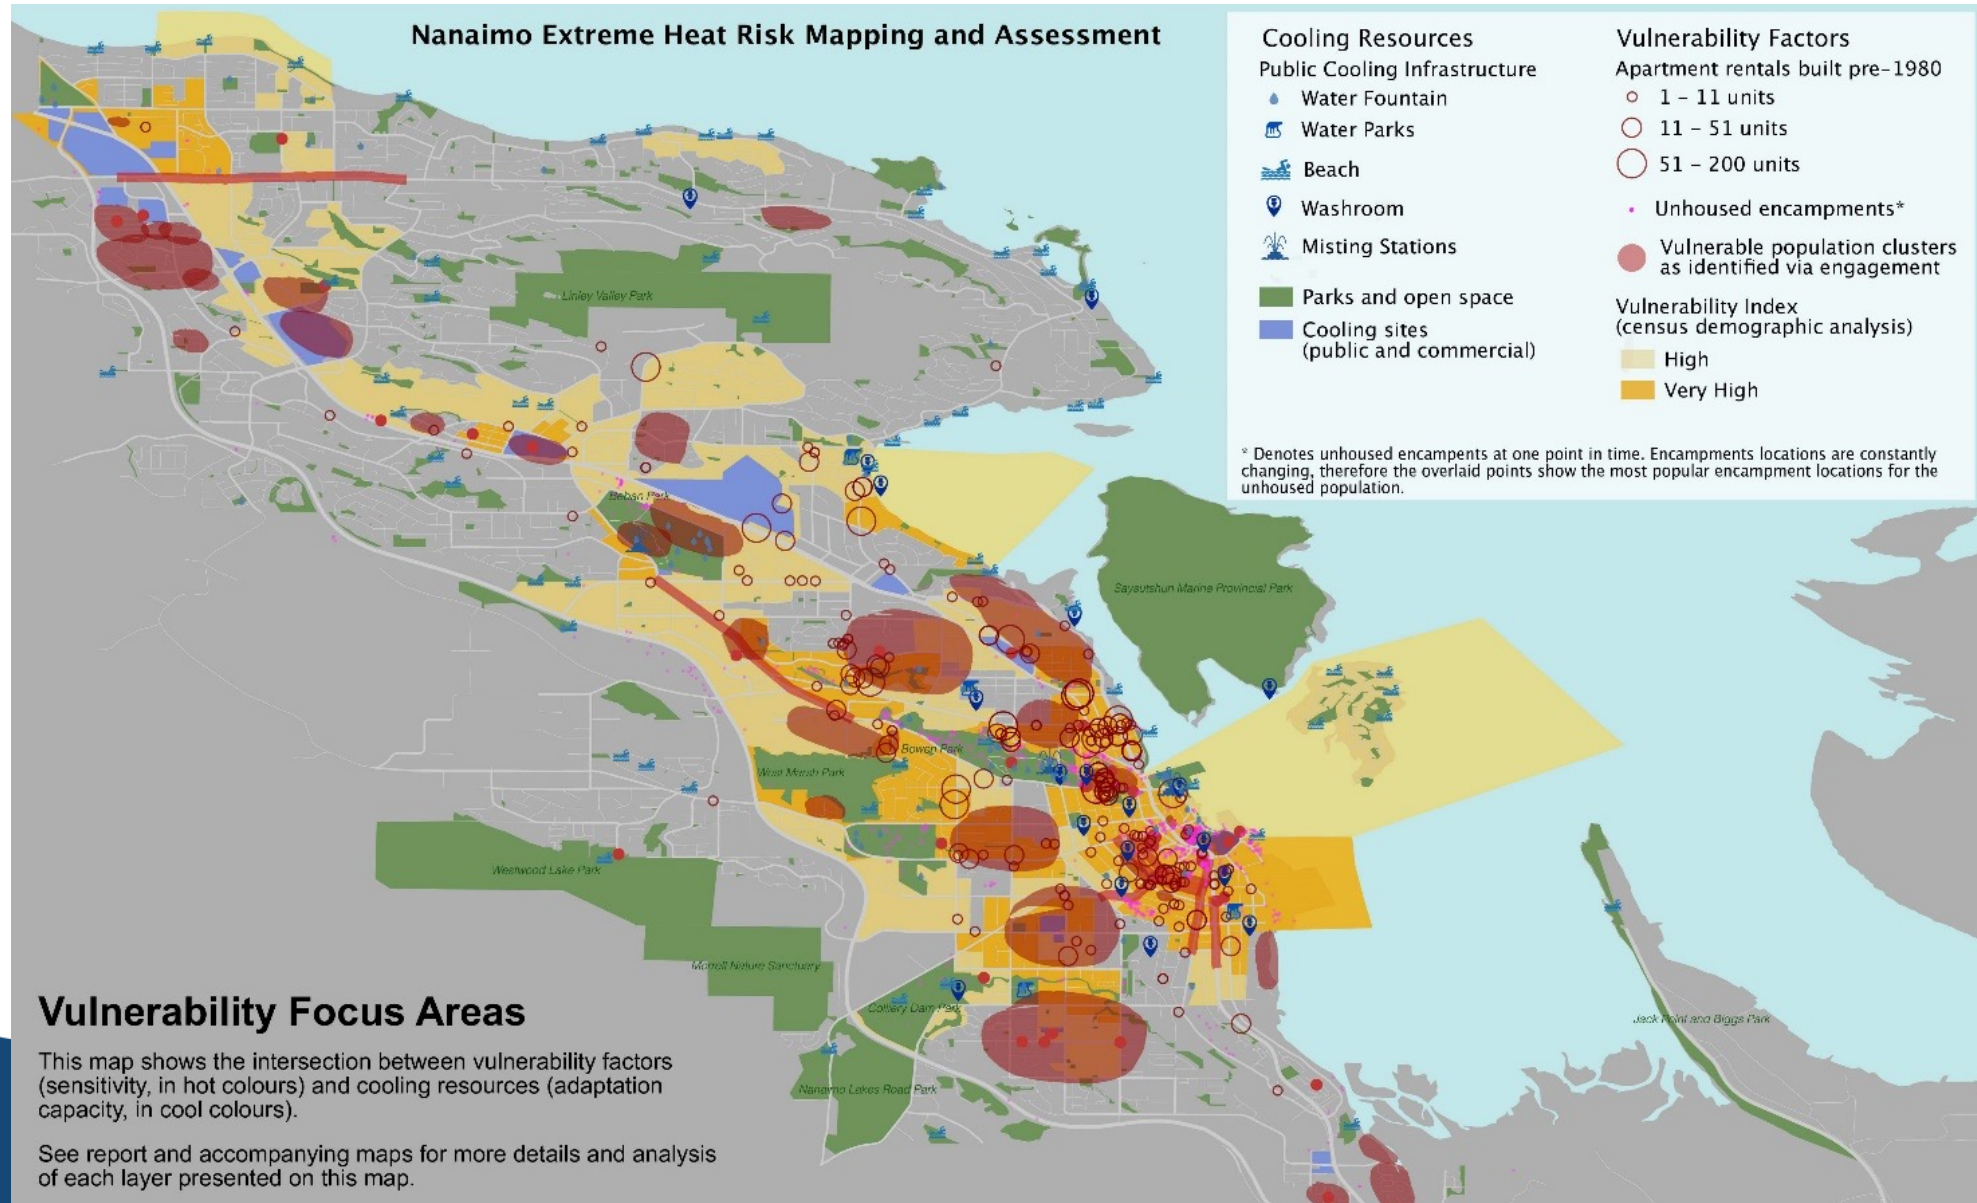 Nanaimo Extreme Heat Risk Mapping and Assessment
Cooling Resources
Public Cooling Infrastructure
Water Fountain
Water Parks
Beach
Washroom
Misting Stations
Parks and open space
Cooling sites
(public and commercial)
Vulnerability Factors
Apartment rentals built pre-1980
1 - 11 units
11 - 51 units
51 - 200 units
Unhoused encampments*
Vulnerable population clusters
as identified via engagement
Vulnerability Index
(census demographic analysis)
High
Very High
* Denotes unhoused encampents at one point in time. Encampments locations are constantly
changing, therefore the overlaid points show the most popular encampment locations for the
unhoused population.
Linley Valley Park
Beban Park
Saysutshun Marine Provincial Park
Bowen Park
West Marsh Park
Westwood Lake Park
Morrell Nature Sanctuary
Colliery Dam Park
Jack Point and Biggs Park
Nanaimo Lakes Road Park
Vulnerability Focus Areas
This map shows the intersection between vulnerability factors
(sensitivity, in hot colours) and cooling resources (adaptation
capacity, in cool colours).
See report and accompanying maps for more details and analysis
of each layer presented on this map.